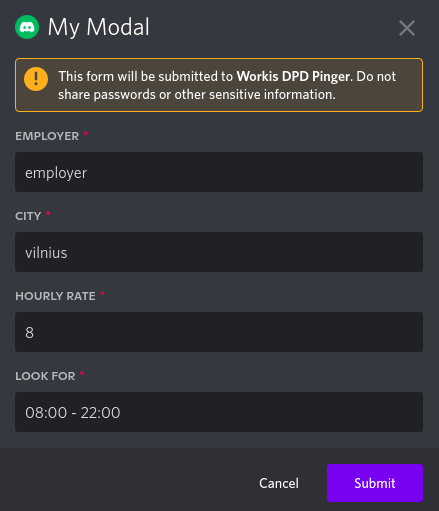 My Modal
This form will be submitted to Workis DPD Pinger. Do not
share passwords or other sensitive information.
EMPLOYER *
employer
CITY *
vilnius
HOURLY RATE *
8
LOOK FOR *
08:00 - 22:00
Cancel Submit